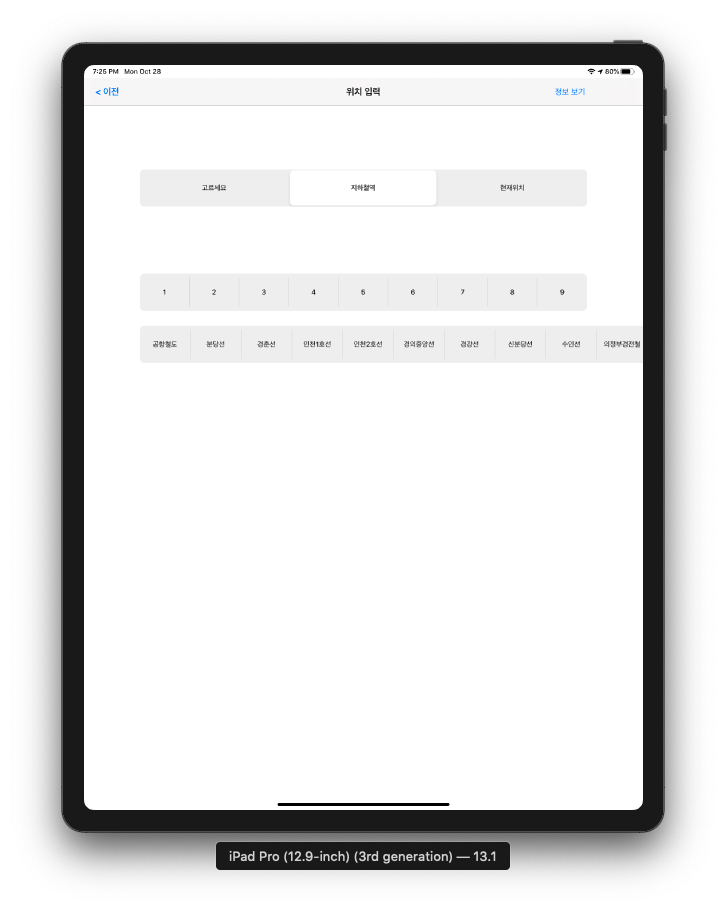 7:25 PM Mon Oct 28 80%
< 이전 위치 입력 정보 보기
고르세요 지하철역 현재위치
1 2 3 4 5 6 7 8 9
공항철도 분당선 경춘선 인천1호선 인천2호선 경의중앙선 경강선 신분당선 수인선 의정부경전철
iPad Pro (12.9-inch) (3rd generation) — 13.1